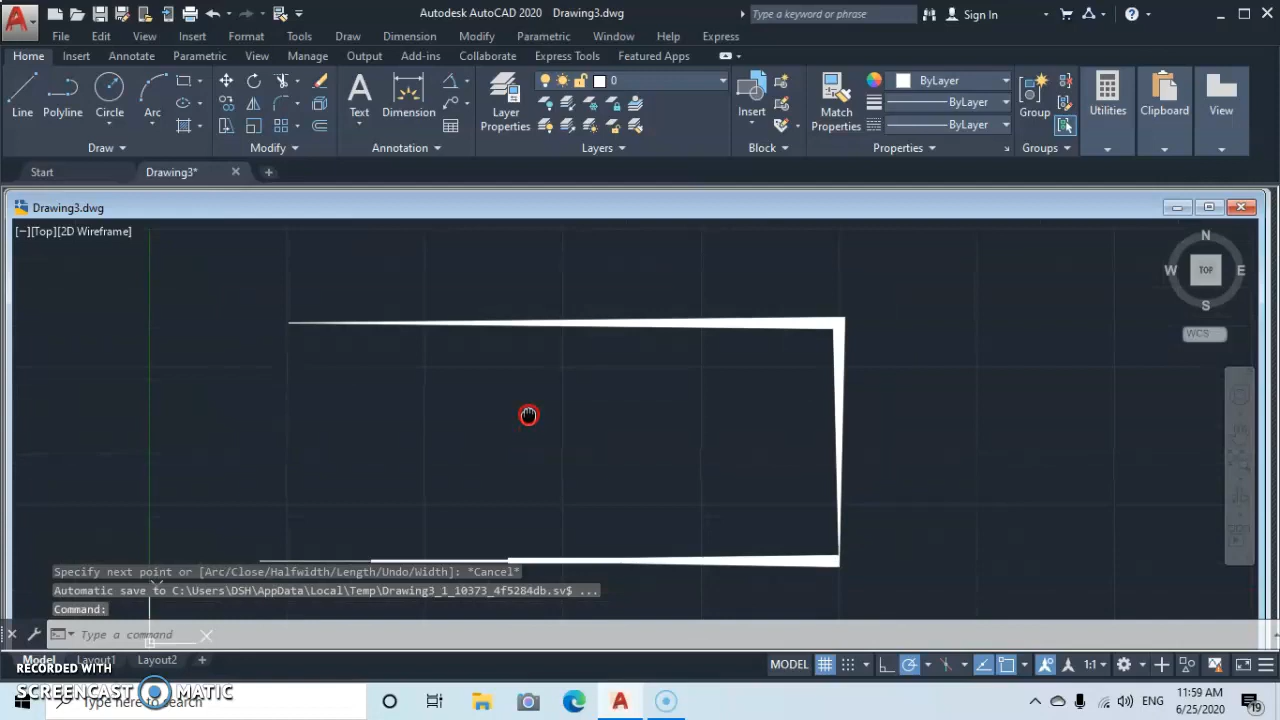 Autodesk AutoCAD 2020 Drawing3.dwg
Type a keyword or phrase
Sign In
File Edit View Insert Format Tools Draw Dimension Modify Parametric Window Help Express
Home Insert Annotate Parametric View Manage Output Add-ins Collaborate Express Tools Featured Apps
0
ByLayer
Line Polyline Circle Arc
Text Dimension
Layer Properties
Insert
Match Properties
ByLayer
ByLayer
Group
Utilities
Clipboard
View
Draw Modify Annotation Layers Block Properties Groups
Start Drawing3*
Drawing3.dwg
[−][Top][2D Wireframe]
N
W TOP E
S
WCS
Specify next point or [Arc/Close/Halfwidth/Length/Undo/Width]: *Cancel*
Automatic save to C:\Users\DSH\AppData\Local\Temp\Drawing3_1_10373_4f5284db.sv$ ...
Command:
Type a command
Model Layout1 Layout2
MODEL 1:1
RECORDED WITH
SCREENCAST MATIC
Type here to search
ENG
11:59 AM
6/25/2020
19